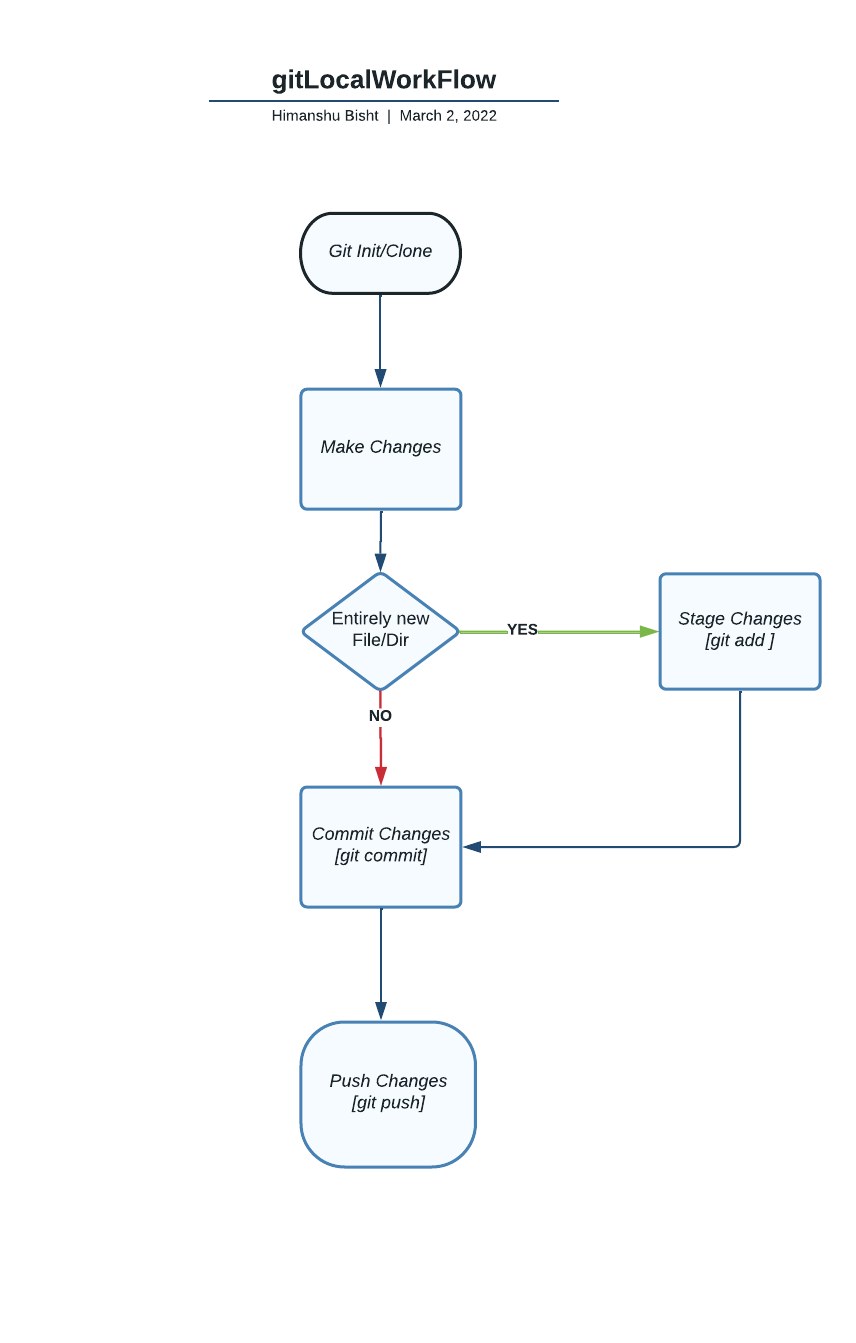 gitLocalWorkFlow
Himanshu Bisht | March 2, 2022
Git Init/Clone
Make Changes
Entirely new
File/Dir
YES
Stage Changes
[git add ]
NO
Commit Changes
[git commit]
Push Changes
[git push]